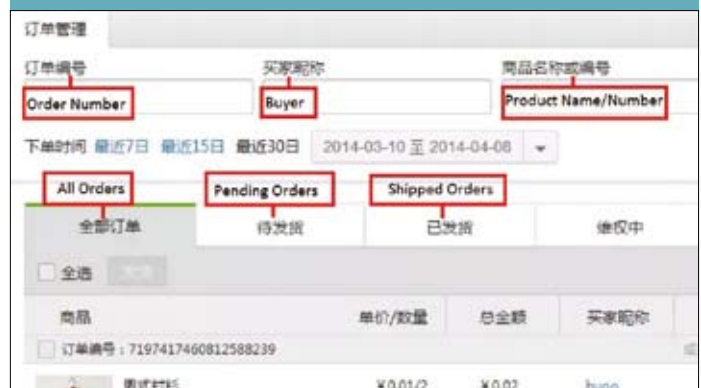 订单管理
订单编号 买家昵称 商品名称或编号
Order Number Buyer Product Name/Number
下单时间 最近7日 最近15日 最近30日 2014-03-10 至 2014-04-08
All Orders Pending Orders Shipped Orders
全部订单 待发货 已发货 维权中
全选
商品 单价/数量 总金额 买家昵称
订单编号：7197417460812588239
¥0.01/2 ¥0.02